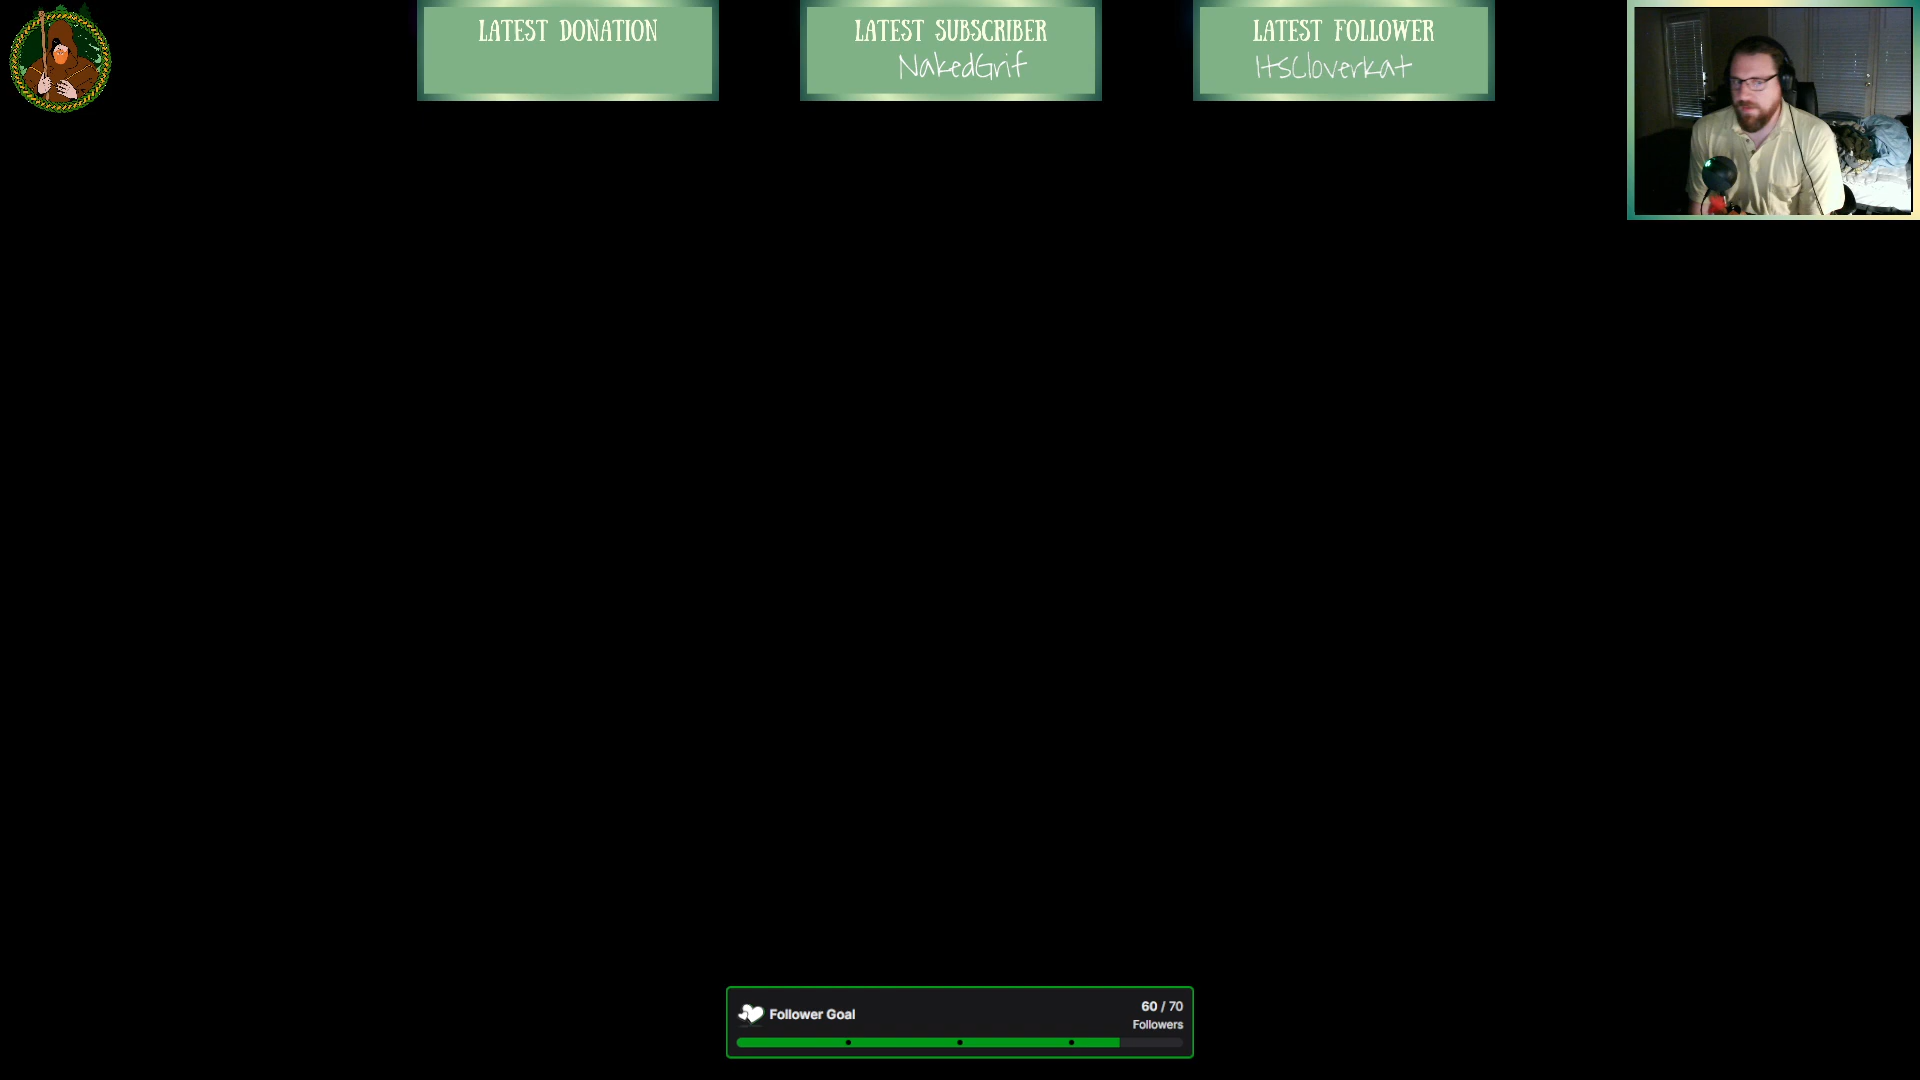 LATEST DONATION
LATEST SUBSCRIBER
NakedGrif
LATEST FOLLOWER
ItsCloverkat
Follower Goal
60 / 70
Followers